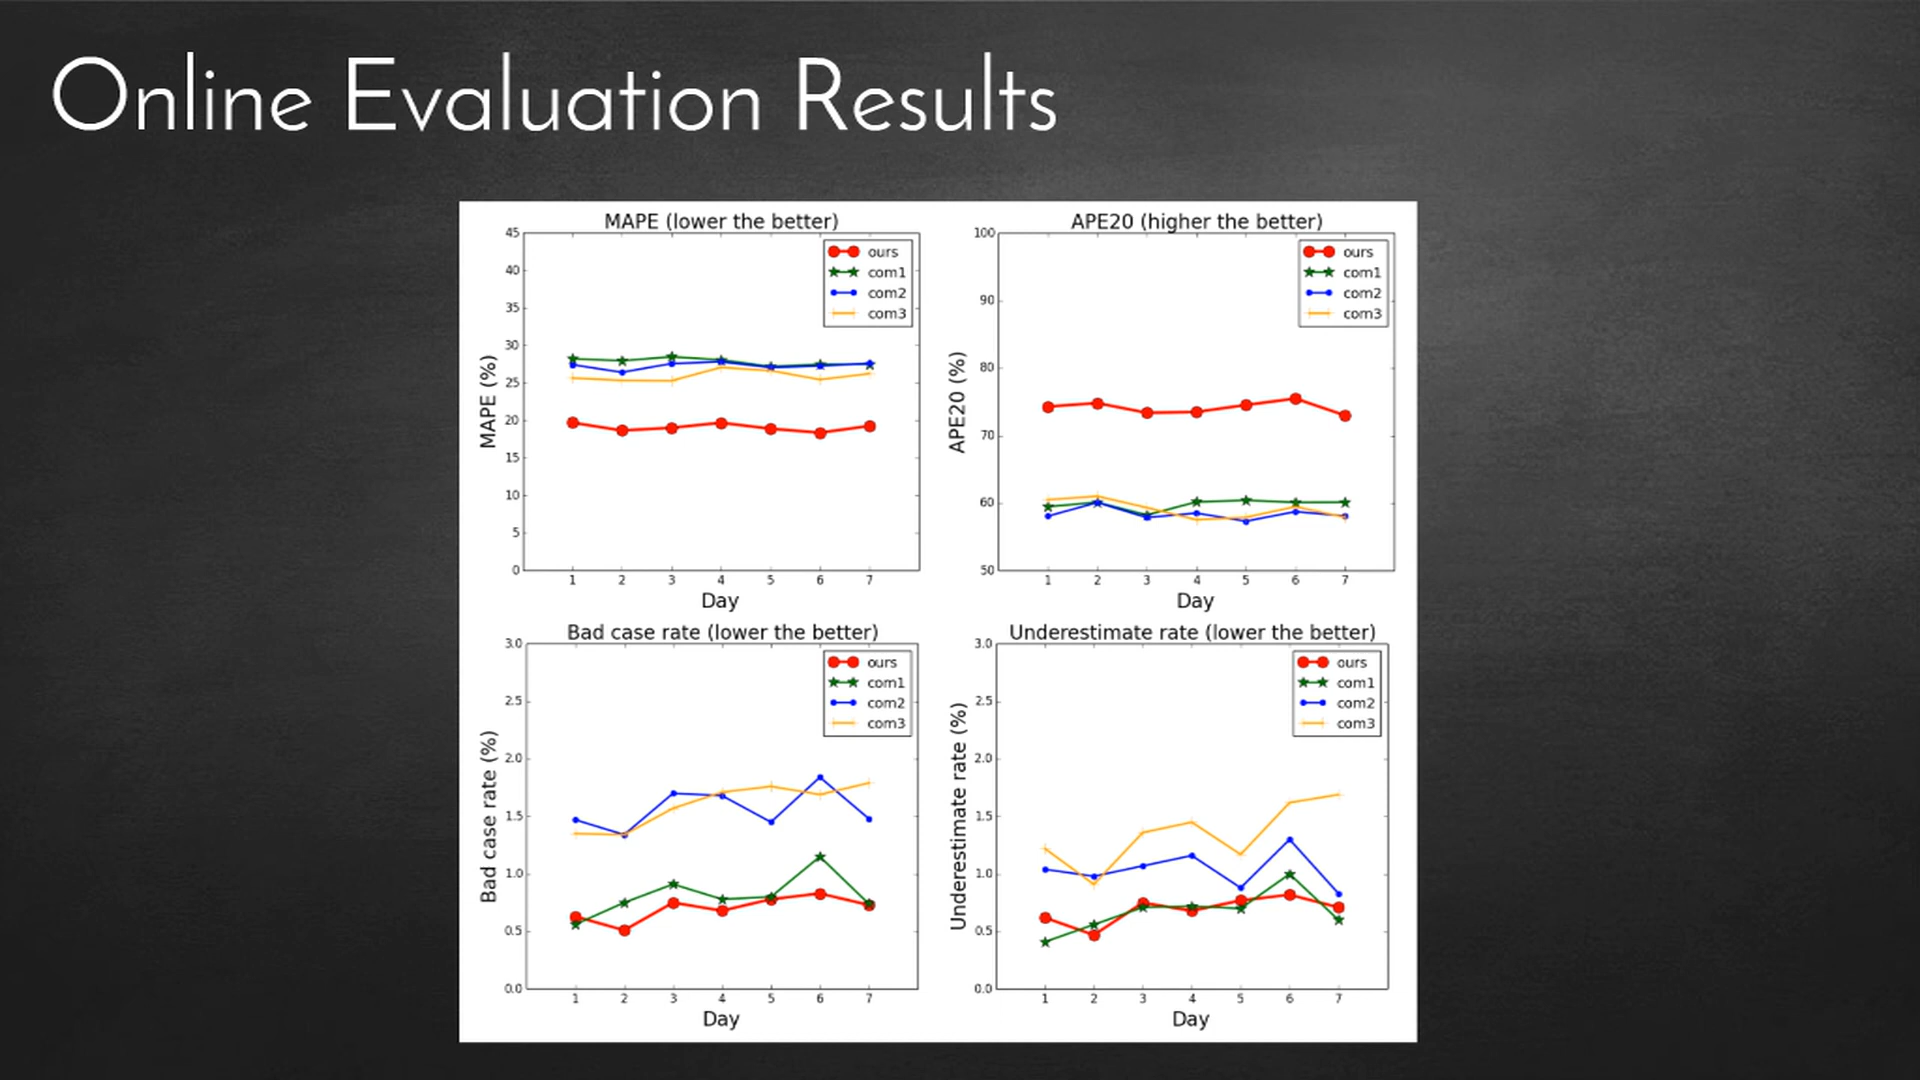 Online Evaluation Results
MAPE (lower the better)
45
40
35
30
25
20
15
10
5
0
MAPE (%)
ours
com1
com2
com3
1 2 3 4 5 6 7
Day
APE20 (higher the better)
100
90
80
70
60
50
APE20 (%)
ours
com1
com2
com3
1 2 3 4 5 6 7
Day
Bad case rate (lower the better)
3.0
2.5
2.0
1.5
1.0
0.5
0.0
Bad case rate (%)
ours
com1
com2
com3
1 2 3 4 5 6 7
Day
Underestimate rate (lower the better)
3.0
2.5
2.0
1.5
1.0
0.5
0.0
Underestimate rate (%)
ours
com1
com2
com3
1 2 3 4 5 6 7
Day